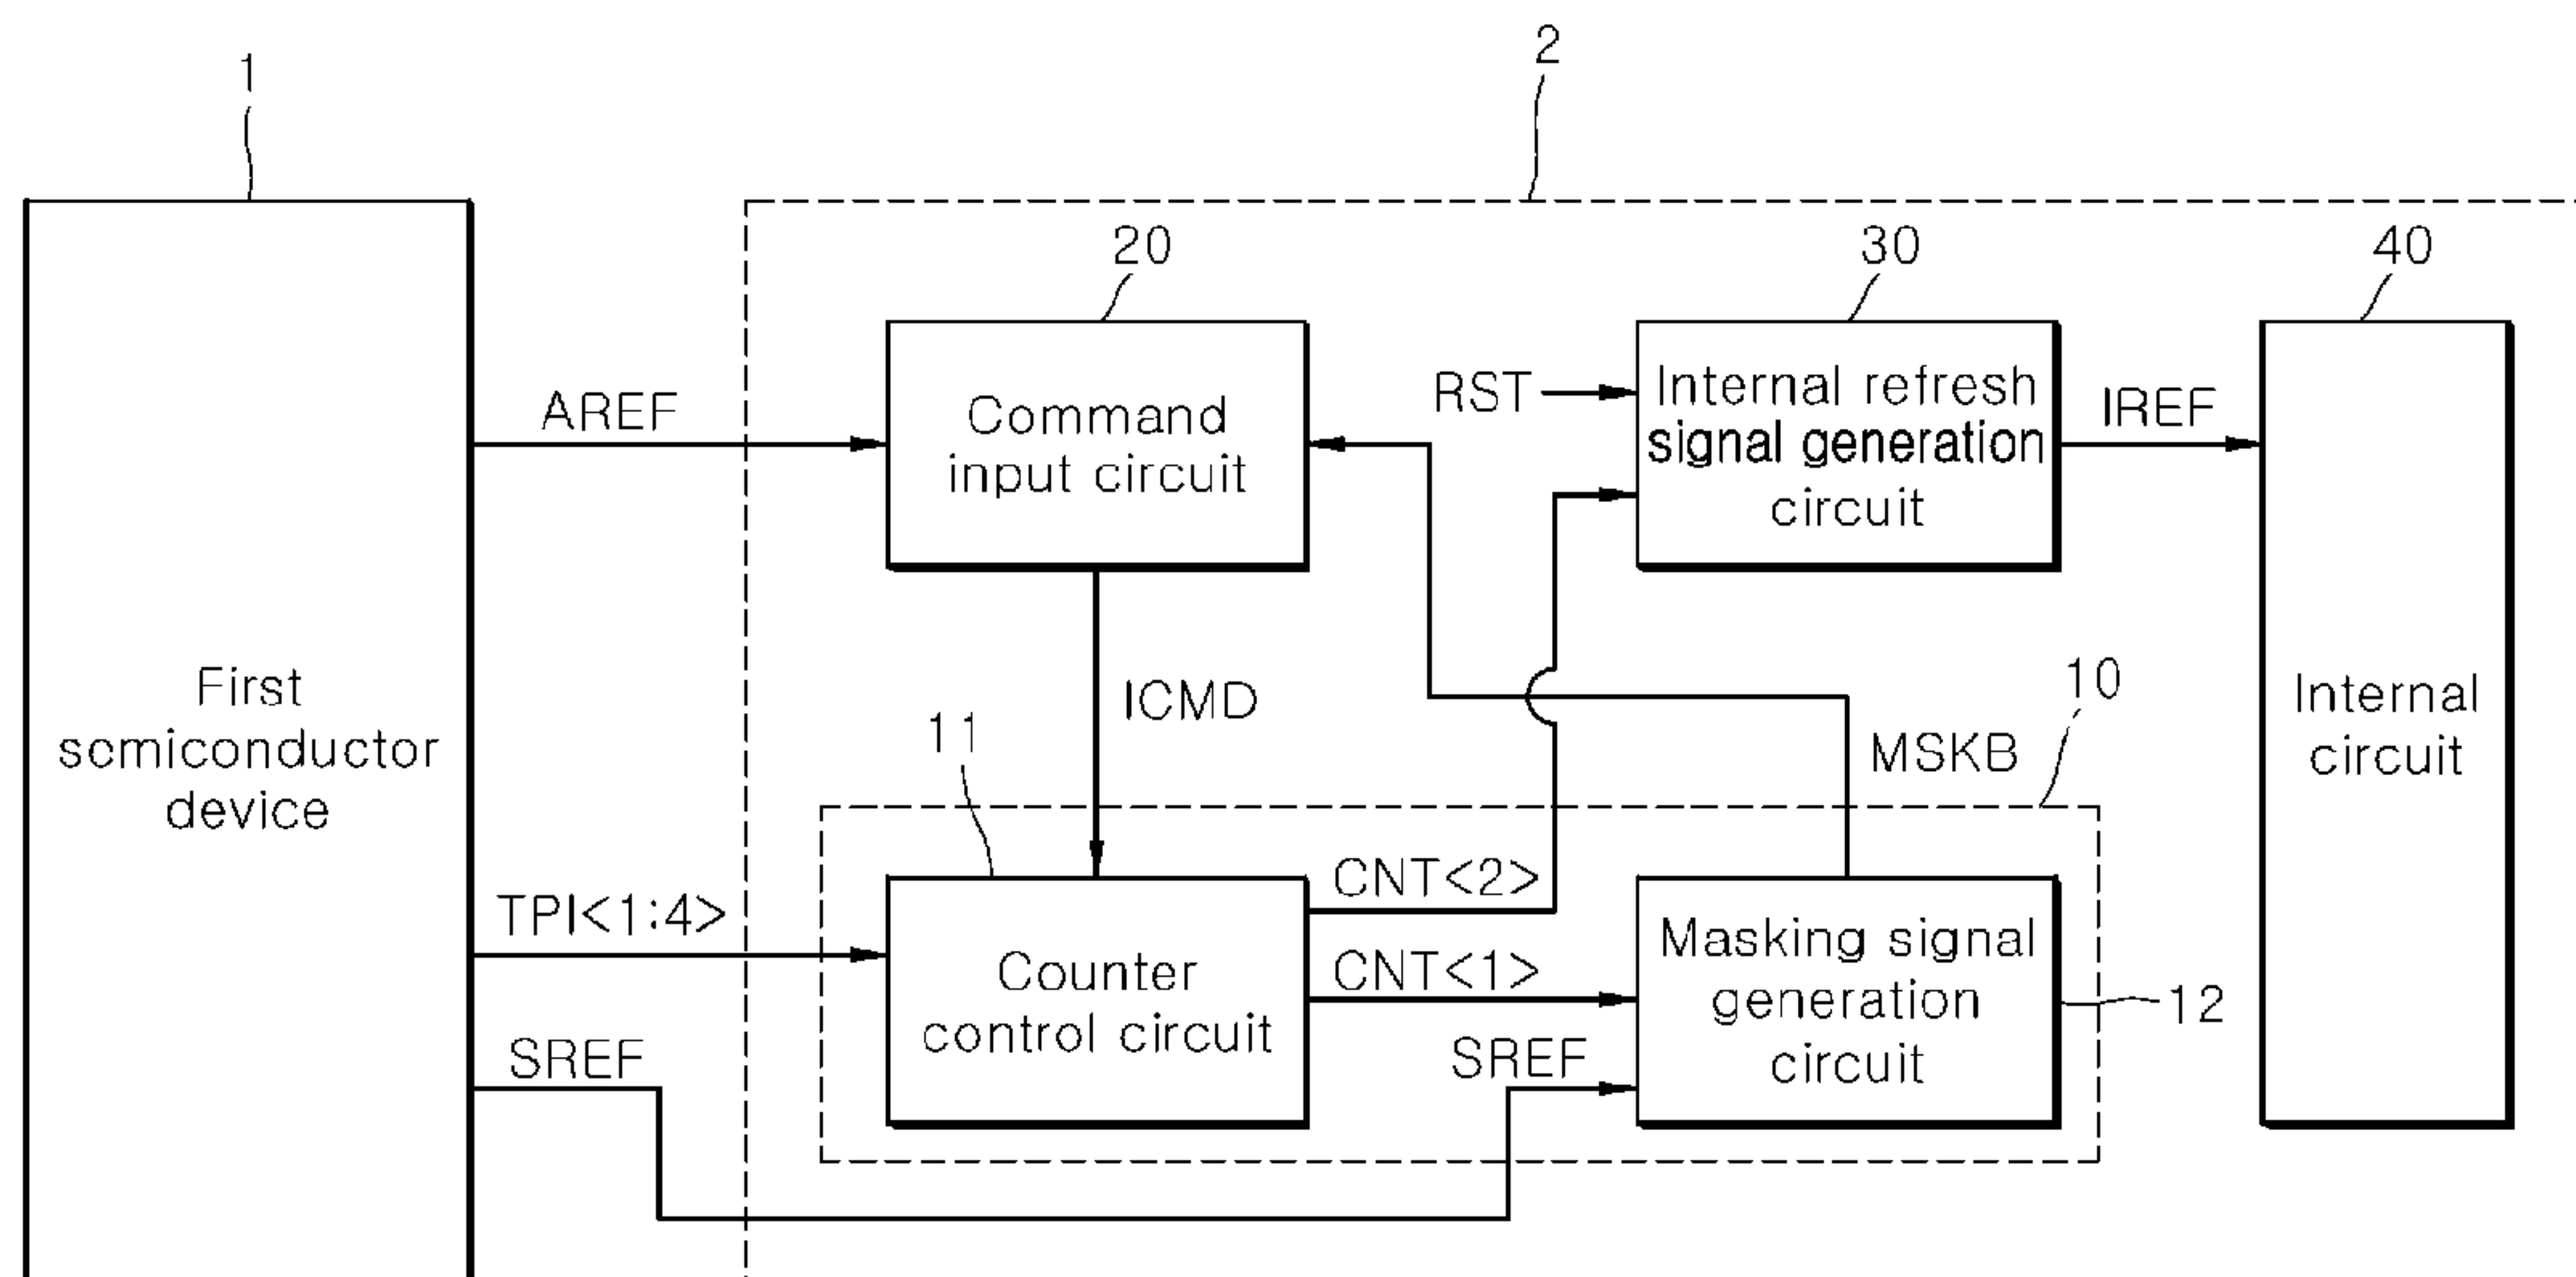 1
2
20
30
40
AREF
Command
input circuit
RST
Internal refresh
signal generation
circuit
IREF
First
semiconductor
device
ICMD
11
10
MSKB
Internal
circuit
TPI<1:4>
CNT<2>
Counter
control circuit
CNT<1>
Masking signal
generation
circuit
12
SREF
SREF